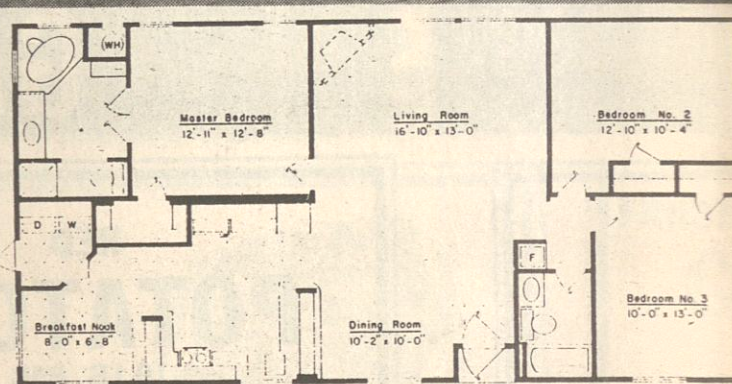 (WH)
Master Bedroom
12'-11" x 12'-8"
Living Room
16'-10" x 13'-0"
Bedroom No. 2
12'-10" x 10'-4"
D W
F
Breakfast Nook
8'-0" x 6'-8"
Dining Room
10'-2" x 10'-0"
Bedroom No. 3
10'-0" x 13'-0"